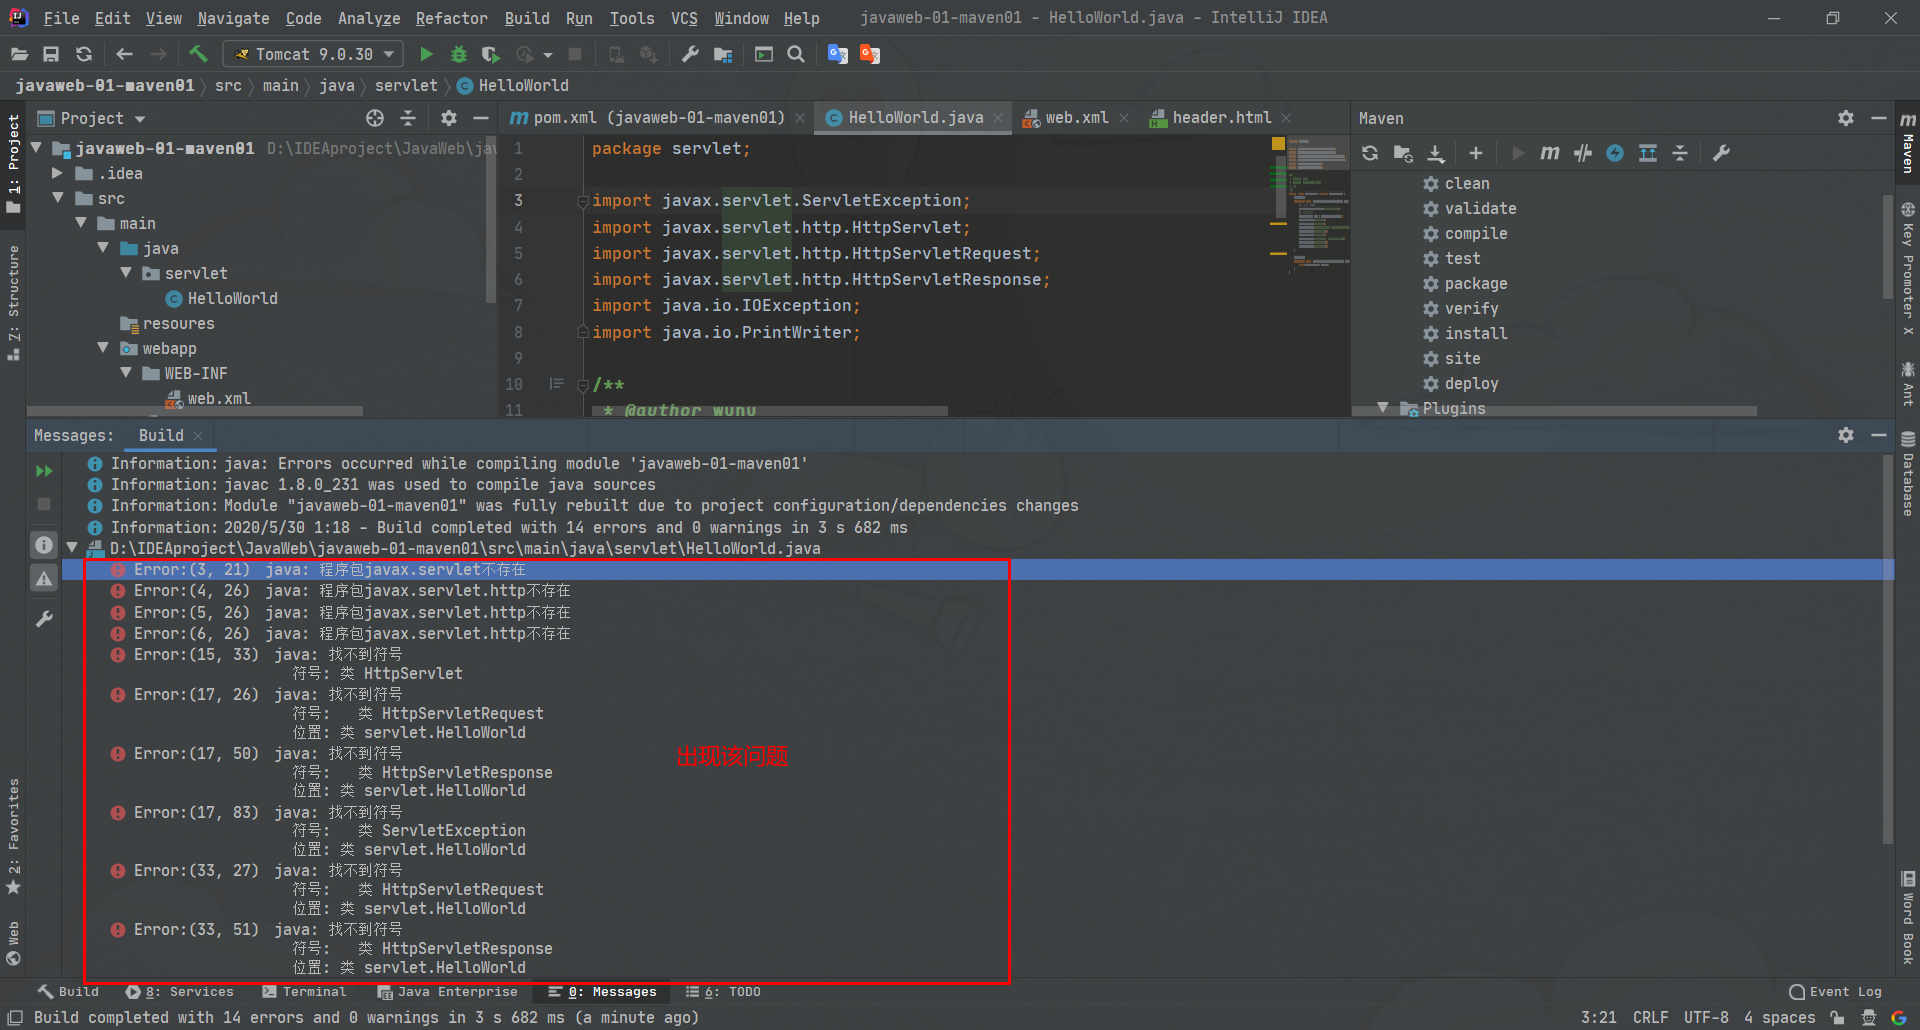 File Edit View Navigate Code Analyze Refactor Build Run Tools VCS Window Help javaweb-01-maven01 - HelloWorld.java - IntelliJ IDEA
Tomcat 9.0.30
javaweb-01-maven01 src main java servlet HelloWorld
Project
pom.xml (javaweb-01-maven01) HelloWorld.java web.xml header.html
Maven
javaweb-01-maven01 D:\IDEAproject\JavaWeb\jav
.idea
src
main
java
servlet
HelloWorld
resoures
webapp
WEB-INF
web.xml
1 package servlet;
2
3 import javax.servlet.ServletException;
4 import javax.servlet.http.HttpServlet;
5 import javax.servlet.http.HttpServletRequest;
6 import javax.servlet.http.HttpServletResponse;
7 import java.io.IOException;
8 import java.io.PrintWriter;
9
10 /**
11 * @author wunu
clean
validate
compile
test
package
verify
install
site
deploy
Plugins
1: Project
Z: Structure
2: Favorites
Web
Maven
Key Promoter X
Ant
Database
Word Book
Messages: Build
Information: java: Errors occurred while compiling module 'javaweb-01-maven01'
Information: javac 1.8.0_231 was used to compile java sources
Information: Module "javaweb-01-maven01" was fully rebuilt due to project configuration/dependencies changes
Information: 2020/5/30 1:18 - Build completed with 14 errors and 0 warnings in 3 s 682 ms
D:\IDEAproject\JavaWeb\javaweb-01-maven01\src\main\java\servlet\HelloWorld.java
Error:(3, 21) java: 程序包javax.servlet不存在
Error:(4, 26) java: 程序包javax.servlet.http不存在
Error:(5, 26) java: 程序包javax.servlet.http不存在
Error:(6, 26) java: 程序包javax.servlet.http不存在
Error:(15, 33) java: 找不到符号
符号: 类 HttpServlet
Error:(17, 26) java: 找不到符号
符号: 类 HttpServletRequest
位置: 类 servlet.HelloWorld
Error:(17, 50) java: 找不到符号
符号: 类 HttpServletResponse
位置: 类 servlet.HelloWorld
Error:(17, 83) java: 找不到符号
符号: 类 ServletException
位置: 类 servlet.HelloWorld
Error:(33, 27) java: 找不到符号
符号: 类 HttpServletRequest
位置: 类 servlet.HelloWorld
Error:(33, 51) java: 找不到符号
符号: 类 HttpServletResponse
位置: 类 servlet.HelloWorld
出现该问题
Build 8: Services Terminal Java Enterprise 0: Messages 6: TODO Event Log
Build completed with 14 errors and 0 warnings in 3 s 682 ms (a minute ago) 3:21 CRLF UTF-8 4 spaces